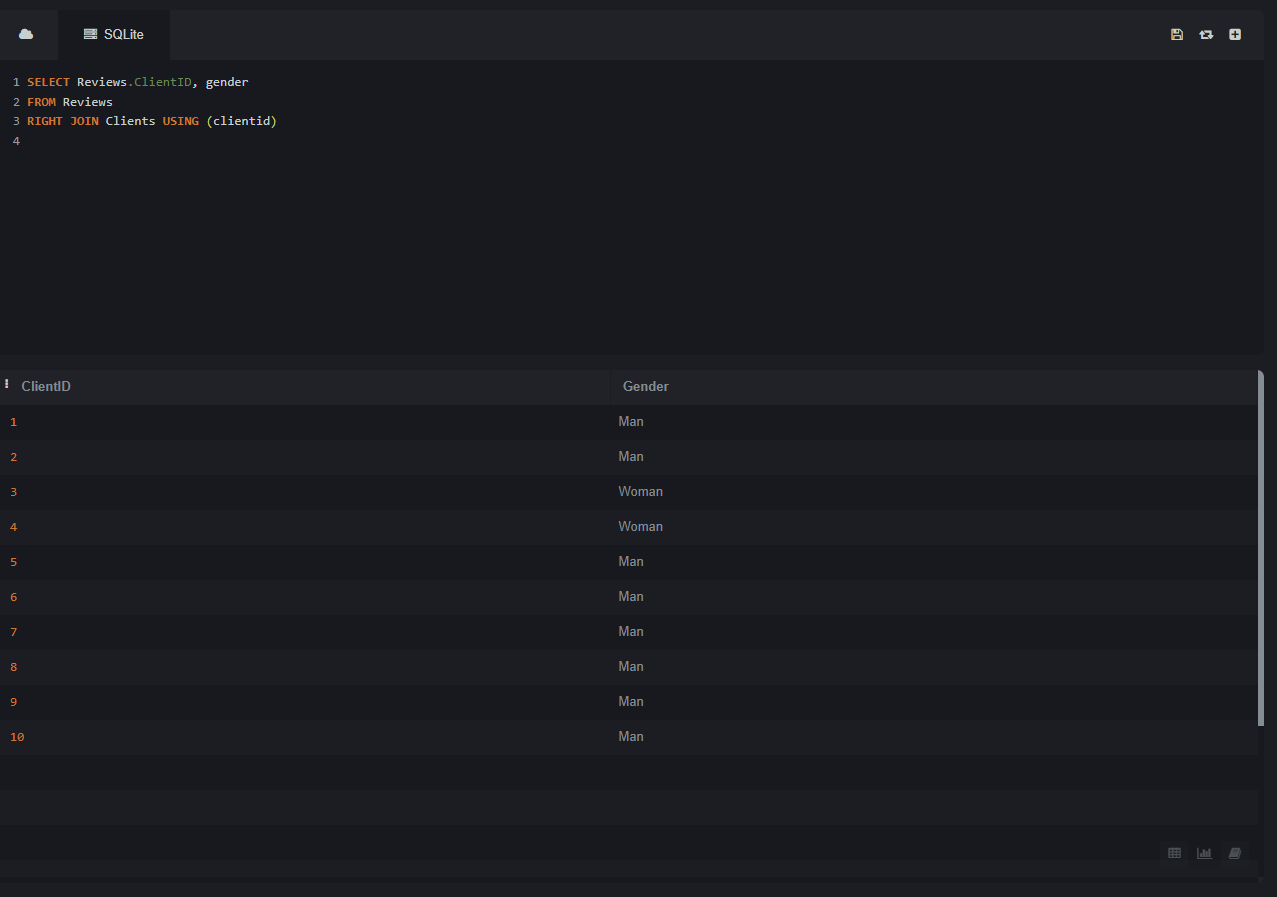 SQLite
1 SELECT Reviews.ClientID, gender
2 FROM Reviews
3 RIGHT JOIN Clients USING (clientid)
4
ClientID Gender
1 Man
2 Man
3 Woman
4 Woman
5 Man
6 Man
7 Man
8 Man
9 Man
10 Man